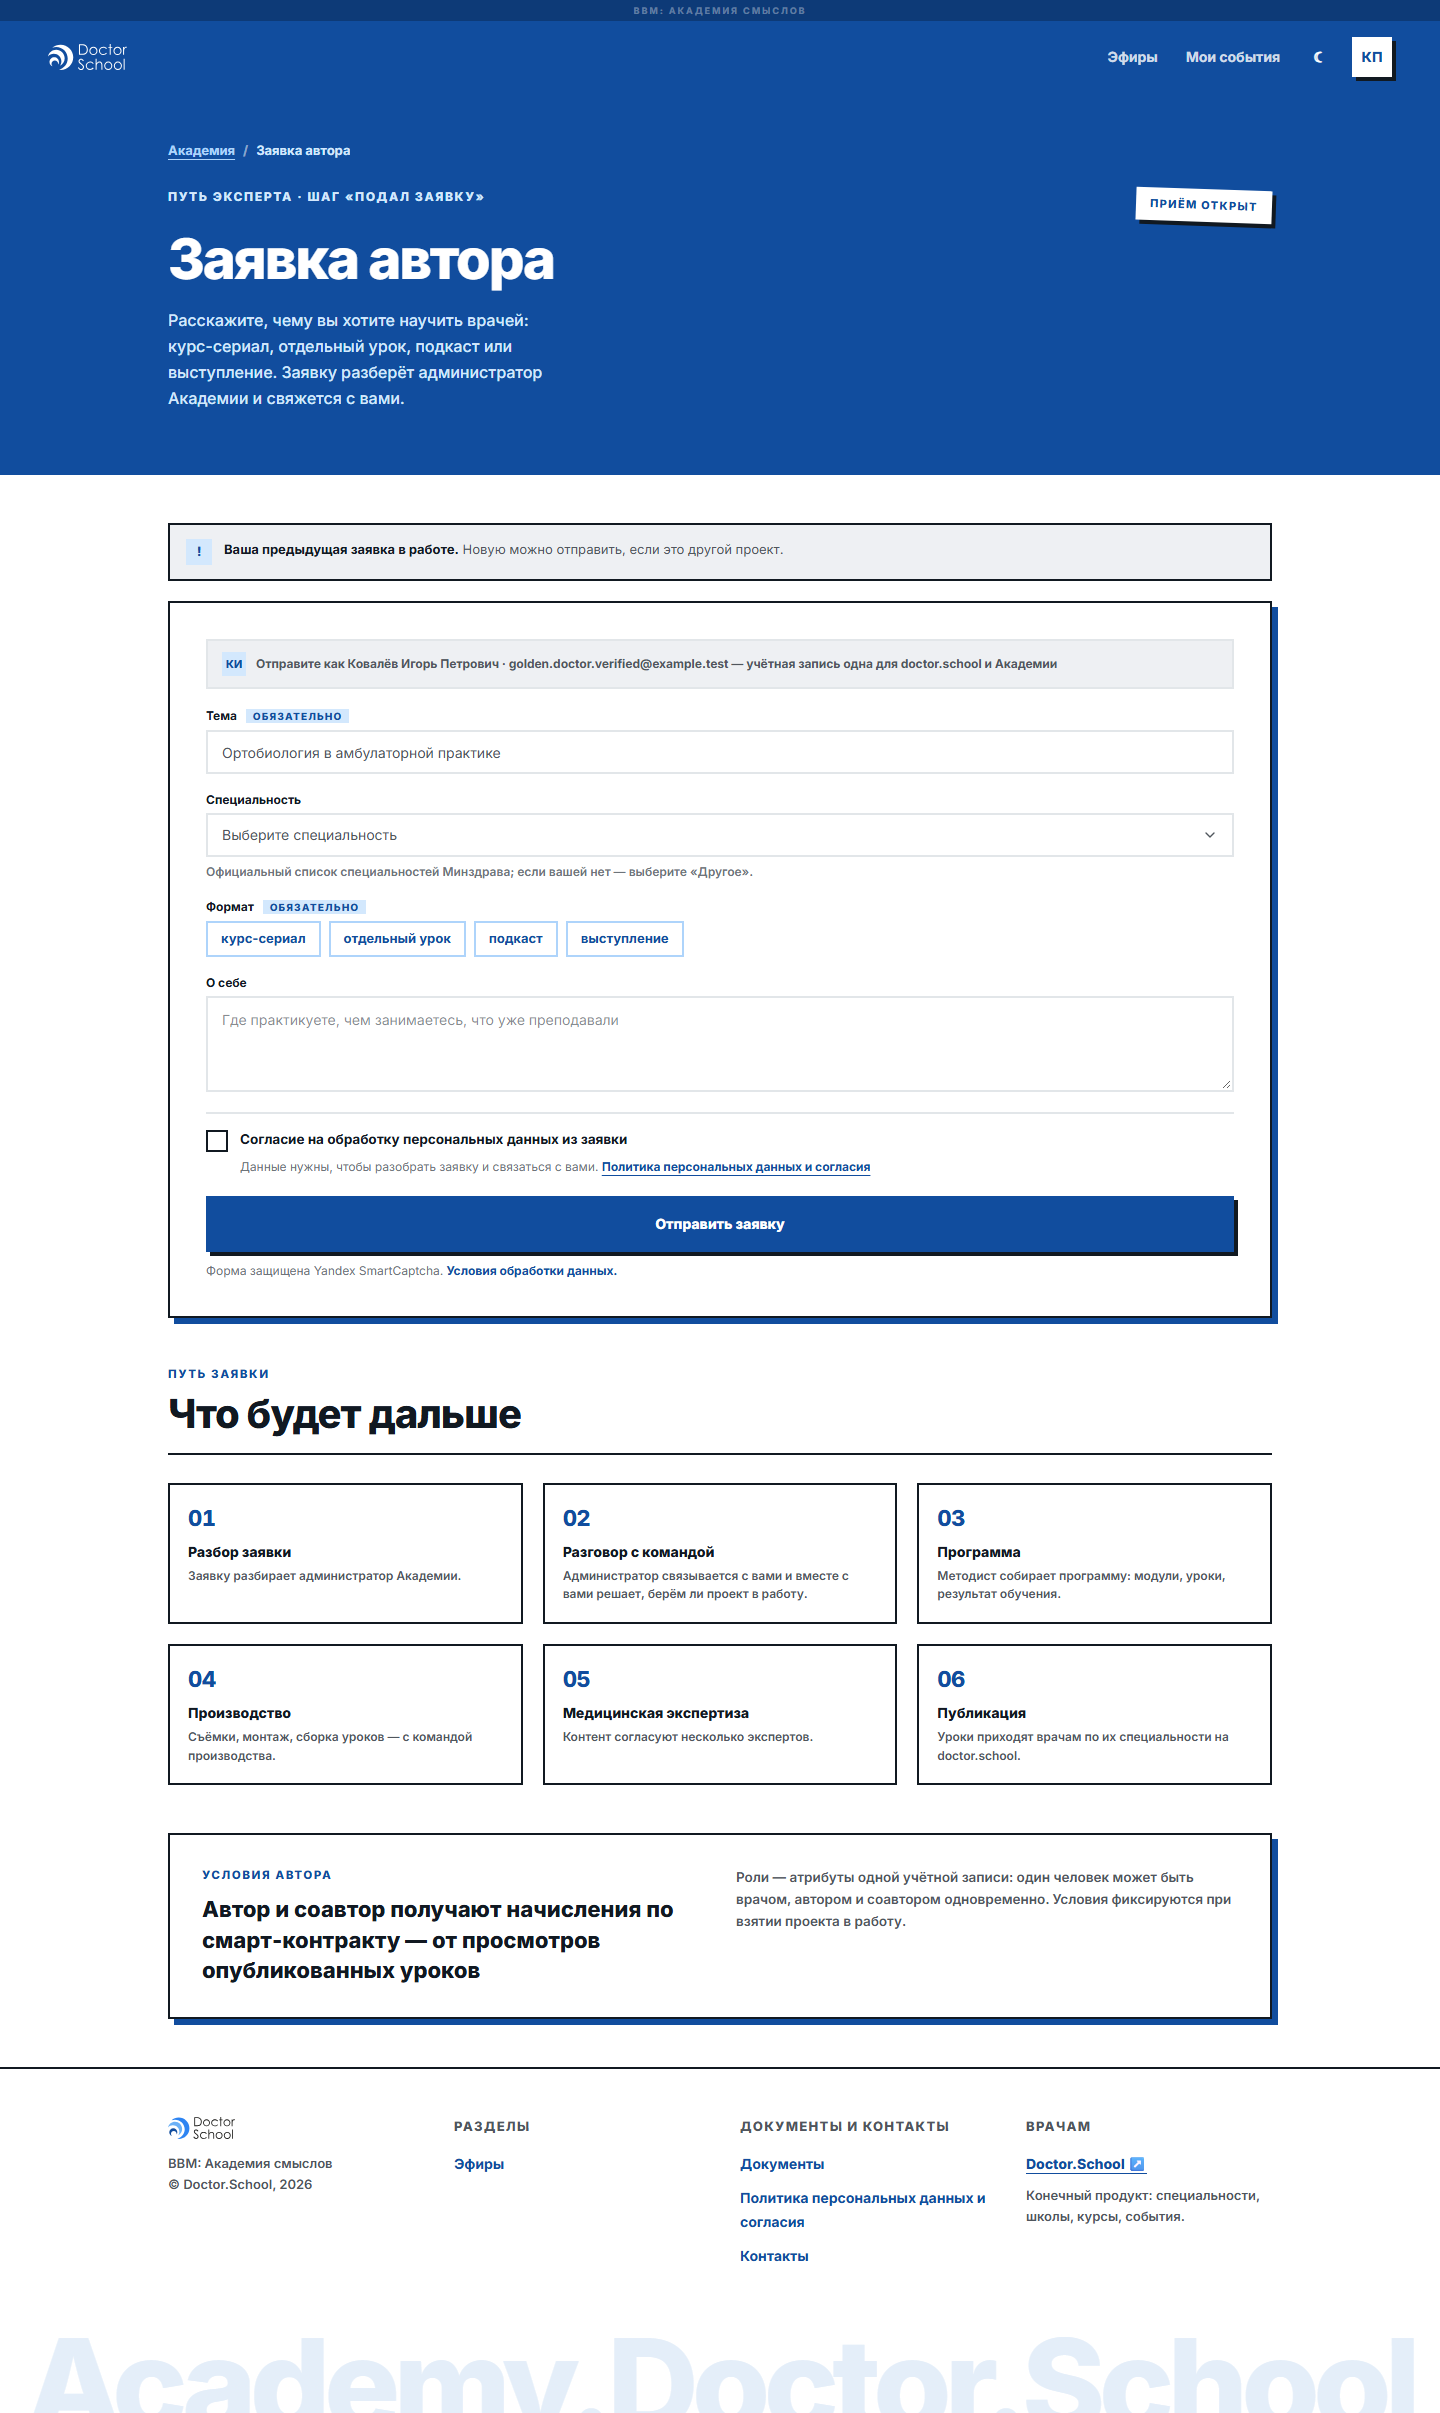 ВВМ: АКАДЕМИЯ СМЫСЛОВ
Doctor
School
Эфиры
Мои события
КП
Академия / Заявка автора
ПУТЬ ЭКСПЕРТА · ШАГ «ПОДАЛ ЗАЯВКУ»
ПРИЁМ ОТКРЫТ
Заявка автора
Расскажите, чему вы хотите научить врачей:
курс-сериал, отдельный урок, подкаст или
выступление. Заявку разберёт администратор
Академии и свяжется с вами.
! Ваша предыдущая заявка в работе. Новую можно отправить, если это другой проект.
КИ Отправите как Ковалёв Игорь Петрович · golden.doctor.verified@example.test — учётная запись одна для doctor.school и Академии
Тема ОБЯЗАТЕЛЬНО
Ортобиология в амбулаторной практике
Специальность
Выберите специальность
Официальный список специальностей Минздрава; если вашей нет — выберите «Другое».
Формат ОБЯЗАТЕЛЬНО
курс-сериал
отдельный урок
подкаст
выступление
О себе
Где практикуете, чем занимаетесь, что уже преподавали
Согласие на обработку персональных данных из заявки
Данные нужны, чтобы разобрать заявку и связаться с вами. Политика персональных данных и согласия
Отправить заявку
Форма защищена Yandex SmartCaptcha. Условия обработки данных.
ПУТЬ ЗАЯВКИ
Что будет дальше
01
Разбор заявки
Заявку разбирает администратор Академии.
02
Разговор с командой
Администратор связывается с вами и вместе с
вами решает, берём ли проект в работу.
03
Программа
Методист собирает программу: модули, уроки,
результат обучения.
04
Производство
Съёмки, монтаж, сборка уроков — с командой
производства.
05
Медицинская экспертиза
Контент согласуют несколько экспертов.
06
Публикация
Уроки приходят врачам по их специальности на
doctor.school.
УСЛОВИЯ АВТОРА
Автор и соавтор получают начисления по
смарт-контракту — от просмотров
опубликованных уроков
Роли — атрибуты одной учётной записи: один человек может быть
врачом, автором и соавтором одновременно. Условия фиксируются при
взятии проекта в работу.
Doctor
School
ВВМ: Академия смыслов
© Doctor.School, 2026
РАЗДЕЛЫ
Эфиры
ДОКУМЕНТЫ И КОНТАКТЫ
Документы
Политика персональных данных и
согласия
Контакты
ВРАЧАМ
Doctor.School ↗
Конечный продукт: специальности,
школы, курсы, события.
Academy.Doctor.School